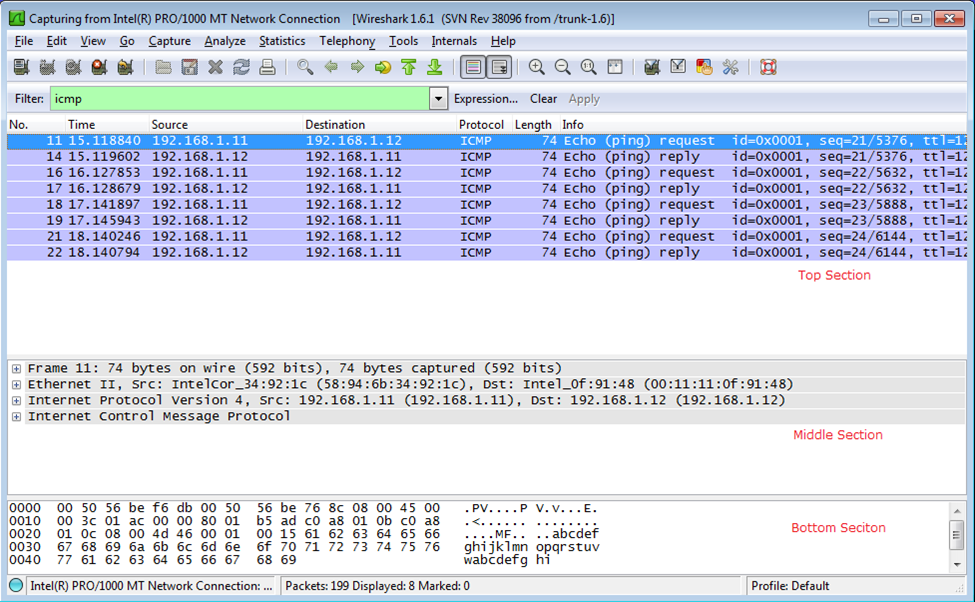 Capturing from Intel(R) PRO/1000 MT Network Connection [Wireshark 1.6.1 (SVN Rev 38096 from /trunk-1.6)]
File Edit View Go Capture Analyze Statistics Telephony Tools Internals Help
Filter: icmp Expression... Clear Apply
No. Time Source Destination Protocol Length Info
11 15.118840 192.168.1.11 192.168.1.12 ICMP 74 Echo (ping) request id=0x0001, seq=21/5376, ttl=12
14 15.119602 192.168.1.12 192.168.1.11 ICMP 74 Echo (ping) reply id=0x0001, seq=21/5376, ttl=12
16 16.127853 192.168.1.11 192.168.1.12 ICMP 74 Echo (ping) request id=0x0001, seq=22/5632, ttl=12
17 16.128679 192.168.1.12 192.168.1.11 ICMP 74 Echo (ping) reply id=0x0001, seq=22/5632, ttl=12
18 17.141897 192.168.1.11 192.168.1.12 ICMP 74 Echo (ping) request id=0x0001, seq=23/5888, ttl=12
19 17.145943 192.168.1.12 192.168.1.11 ICMP 74 Echo (ping) reply id=0x0001, seq=23/5888, ttl=12
21 18.140246 192.168.1.11 192.168.1.12 ICMP 74 Echo (ping) request id=0x0001, seq=24/6144, ttl=12
22 18.140794 192.168.1.12 192.168.1.11 ICMP 74 Echo (ping) reply id=0x0001, seq=24/6144, ttl=12
Top Section
Frame 11: 74 bytes on wire (592 bits), 74 bytes captured (592 bits)
Ethernet II, Src: IntelCor_34:92:1c (58:94:6b:34:92:1c), Dst: Intel_0f:91:48 (00:11:11:0f:91:48)
Internet Protocol Version 4, Src: 192.168.1.11 (192.168.1.11), Dst: 192.168.1.12 (192.168.1.12)
Internet Control Message Protocol
Middle Section
0000 00 50 56 be f6 db 00 50 56 be 76 8c 08 00 45 00 .PV....P V.v...E.
0010 00 3c 01 ac 00 00 80 01 b5 ad c0 a8 01 0b c0 a8 .<...... ........
0020 01 0c 08 00 4d 46 00 01 00 15 61 62 63 64 65 66 ....MF.. ..abcdef
0030 67 68 69 6a 6b 6c 6d 6e 6f 70 71 72 73 74 75 76 ghijklmn opqrstuv
0040 77 61 62 63 64 65 66 67 68 69 wabcdefg hi
Bottom Seciton
Intel(R) PRO/1000 MT Network Connection: ... Packets: 199 Displayed: 8 Marked: 0 Profile: Default